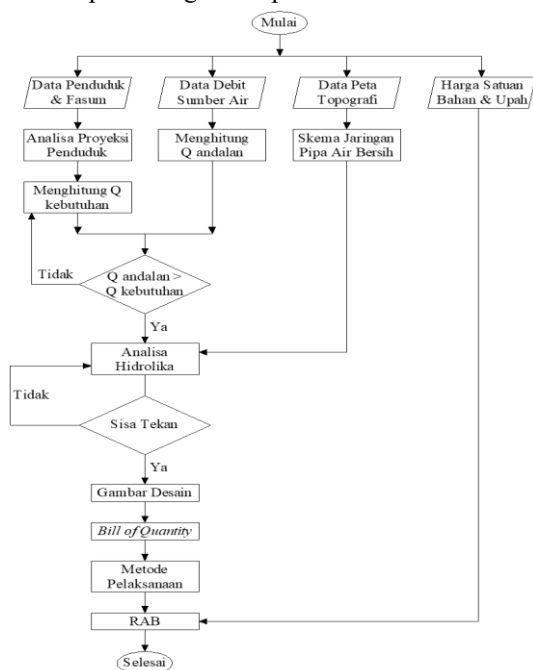 Mulai
Data Penduduk
& Fasum
Data Debit
Sumber Air
Data Peta
Topografi
Harga Satuan
Bahan & Upah
Analisa Proyeksi
Penduduk
Menghitung
Q andalan
Skema Jaringan
Pipa Air Bersih
Menghitung Q
kebutuhan
Tidak
Q andalan >
Q kebutuhan
Ya
Analisa
Hidrolika
Tidak
Sisa Tekan
Ya
Gambar Desain
Bill of Quantity
Metode
Pelaksanaan
RAB
Selesai